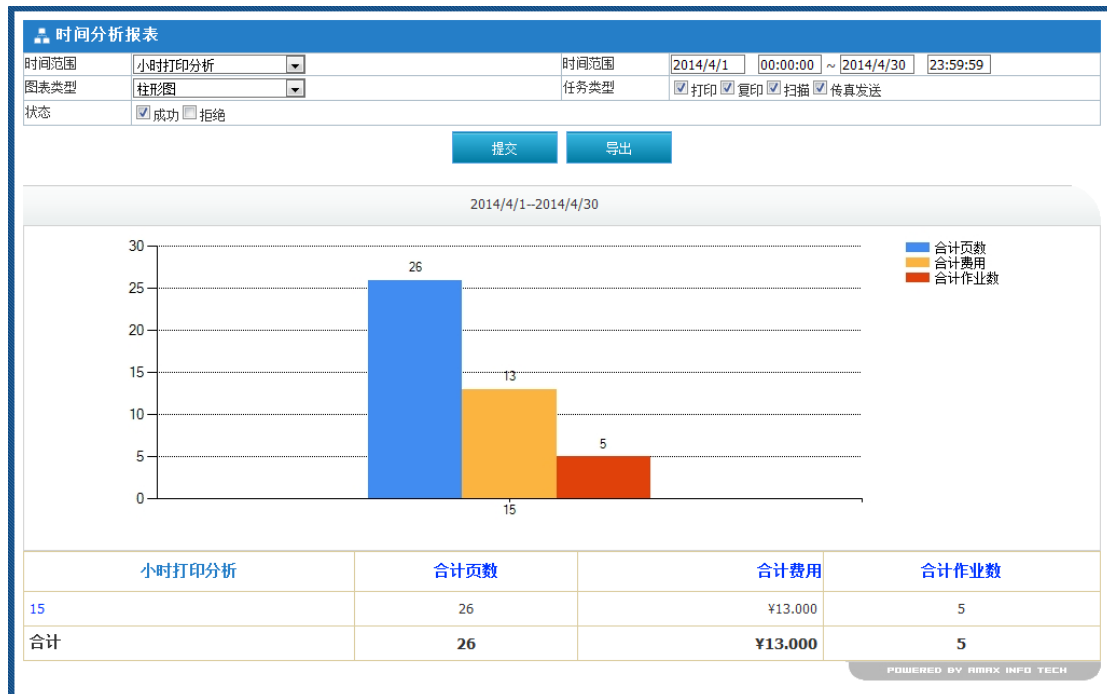 时间分析报表
时间范围 小时打印分析 时间范围 2014/4/1 00:00:00 ~ 2014/4/30 23:59:59
图表类型 柱形图 任务类型 打印 复印 扫描 传真发送
状态 成功 拒绝
提交 导出
2014/4/1--2014/4/30
30
25
20
15
10
5
0
26
13
5
15
合计页数
合计费用
合计作业数
小时打印分析 合计页数 合计费用 合计作业数
15 26 ¥13.000 5
合计 26 ¥13.000 5
POWERED BY AMAX INFO TECH